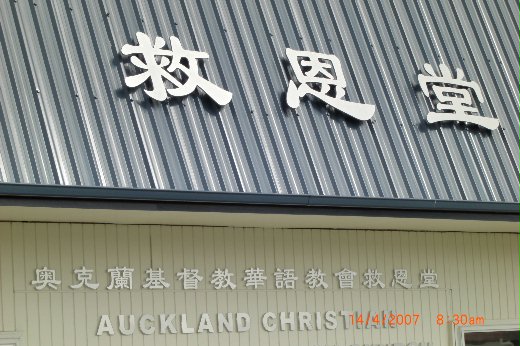 救恩堂
奧克蘭基督教華語教會救恩堂
AUCKLAND CHRISTIAN
14/4/2007 8:30am